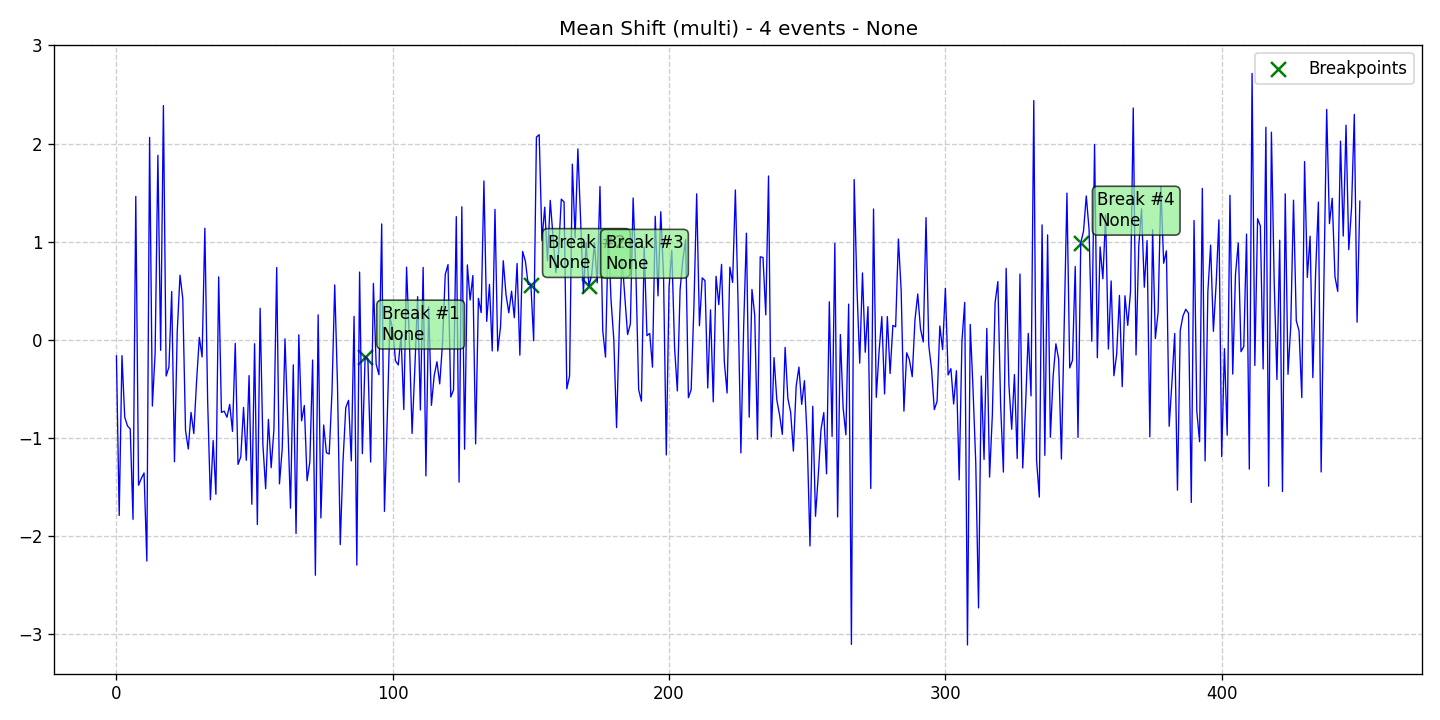 Mean Shift (multi) - 4 events - None
Breakpoints
3
2
1
0
−1
−2
−3
Break #1
None
Break
None
Break #3
None
Break #4
None
0
100
200
300
400